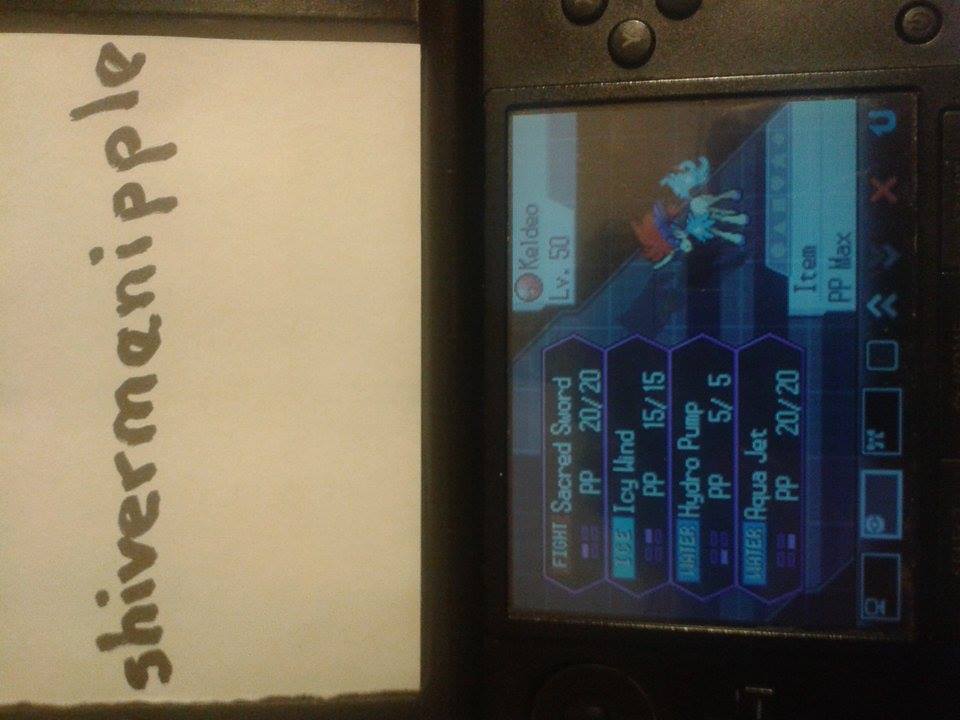 shivermenipple
Keldeo
Lv. 50
FIGHT Sacred Sword
PP 20/20
ICE Icy Wind
PP 15/15
WATER Hydro Pump
PP 5/ 5
WATER Aqua Jet
PP 20/20
Item
PP Max
Y